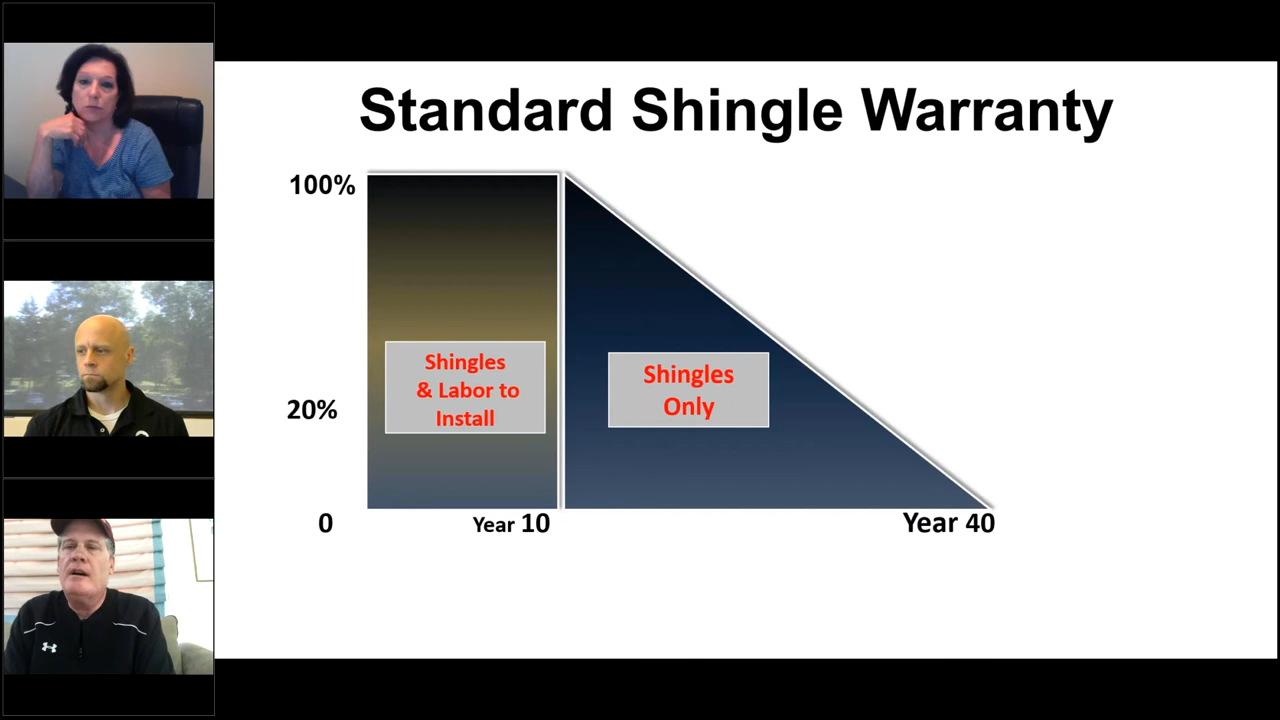 Standard Shingle Warranty
100%
Shingles
& Labor to
Install
Shingles
Only
20%
0
Year 10
Year 40